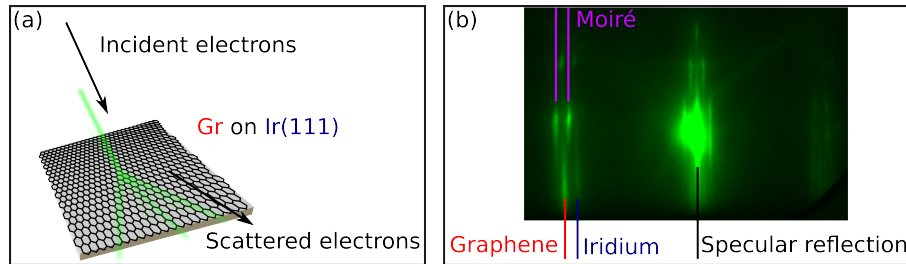 (a)
Incident electrons
Gr on Ir(111)
Scattered electrons
(b)
Moiré
Graphene
Iridium
Specular reflection